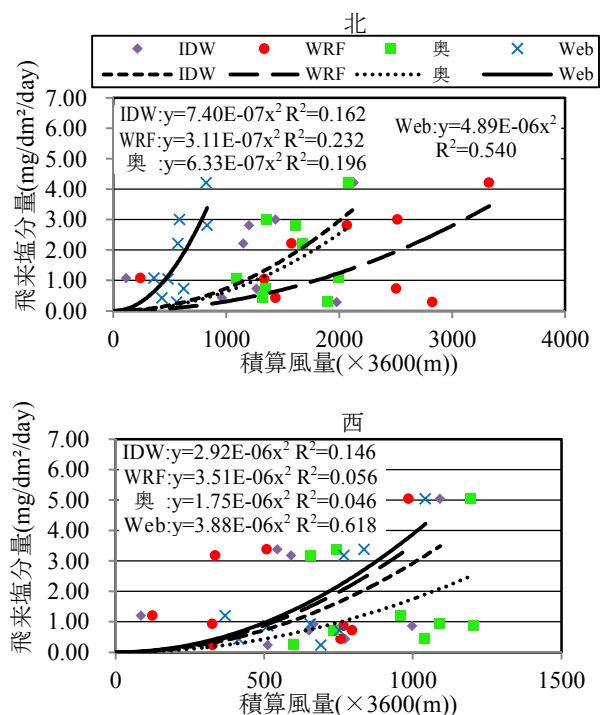 北
IDW WRF 奥 Web
IDW WRF 奥 Web
飛来塩分量(mg/dm²/day)
7.00
6.00
5.00
4.00
3.00
2.00
1.00
0.00
IDW:y=7.40E-07x² R²=0.162
WRF:y=3.11E-07x² R²=0.232
奥 :y=6.33E-07x² R²=0.196
Web:y=4.89E-06x²
R²=0.540
0 1000 2000 3000 4000
積算風量(×3600(m))
西
飛来塩分量(mg/dm²/day)
7.00
6.00
5.00
4.00
3.00
2.00
1.00
0.00
IDW:y=2.92E-06x² R²=0.146
WRF:y=3.51E-06x² R²=0.056
奥 :y=1.75E-06x² R²=0.046
Web:y=3.88E-06x² R²=0.618
0 500 1000 1500
積算風量(×3600(m))